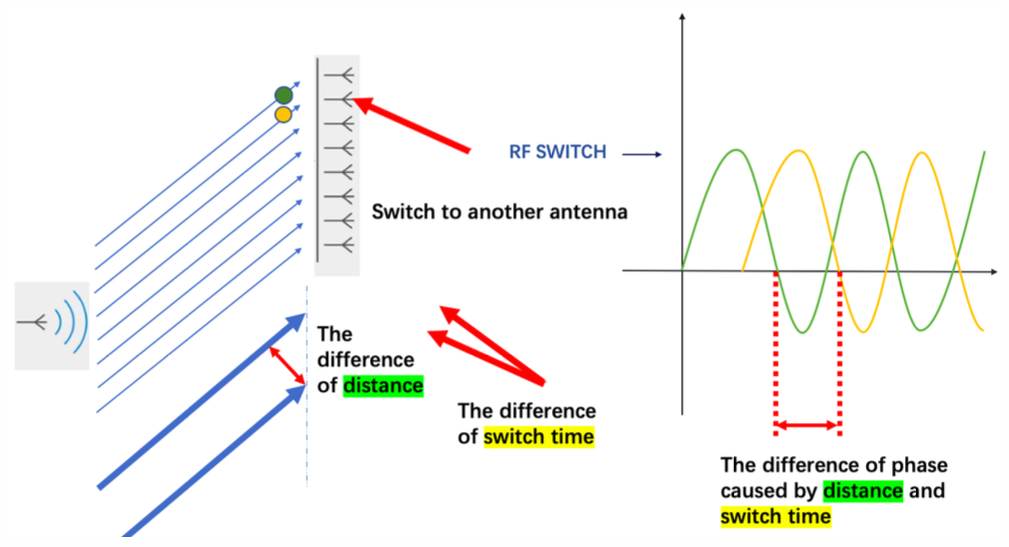 RF SWITCH
Switch to another antenna
The
difference
of distance
The difference
of switch time
The difference of phase
caused by distance and
switch time